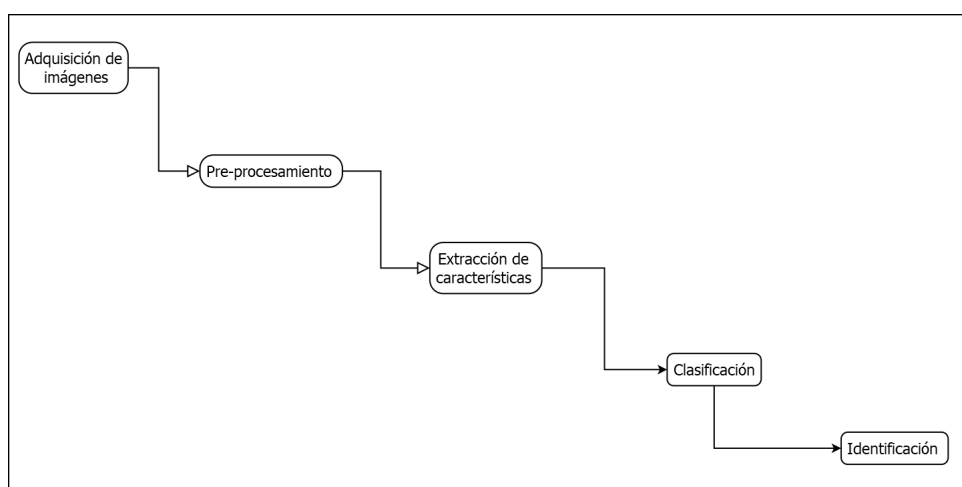 Adquisición de
imágenes
Pre-procesamiento
Extracción de
características
Clasificación
Identificación